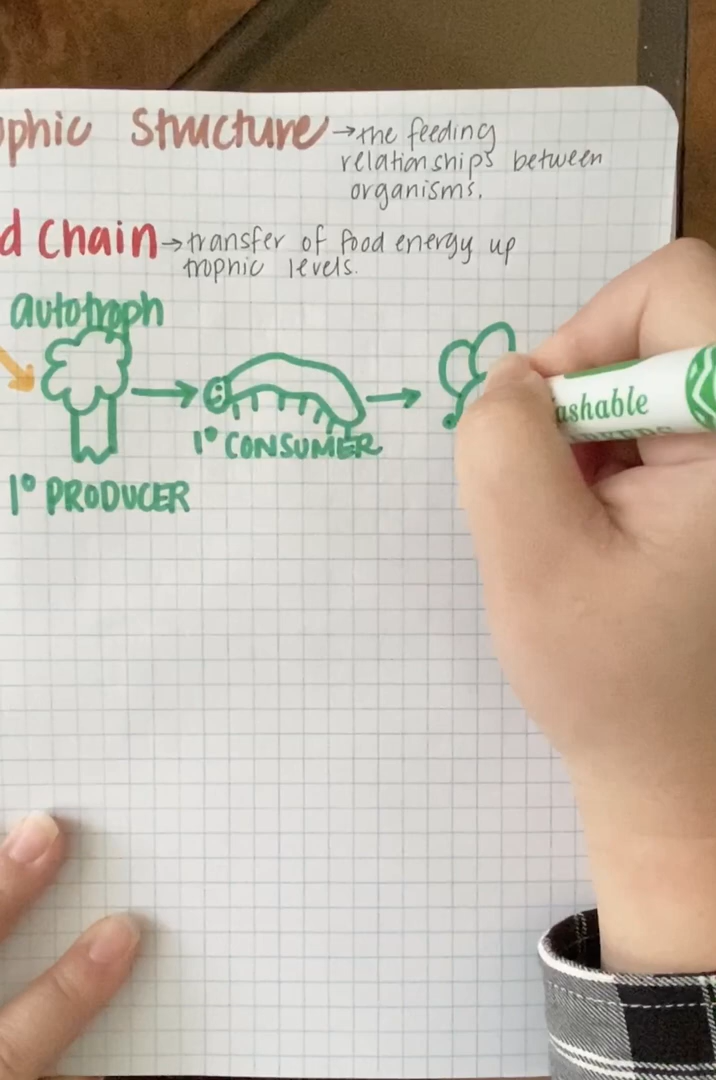 phic Structure → the feeding
relationships between
organisms.
d Chain → transfer of food energy up
trophic levels.
autotroph
1° CONSUMER
1° PRODUCER
ashable